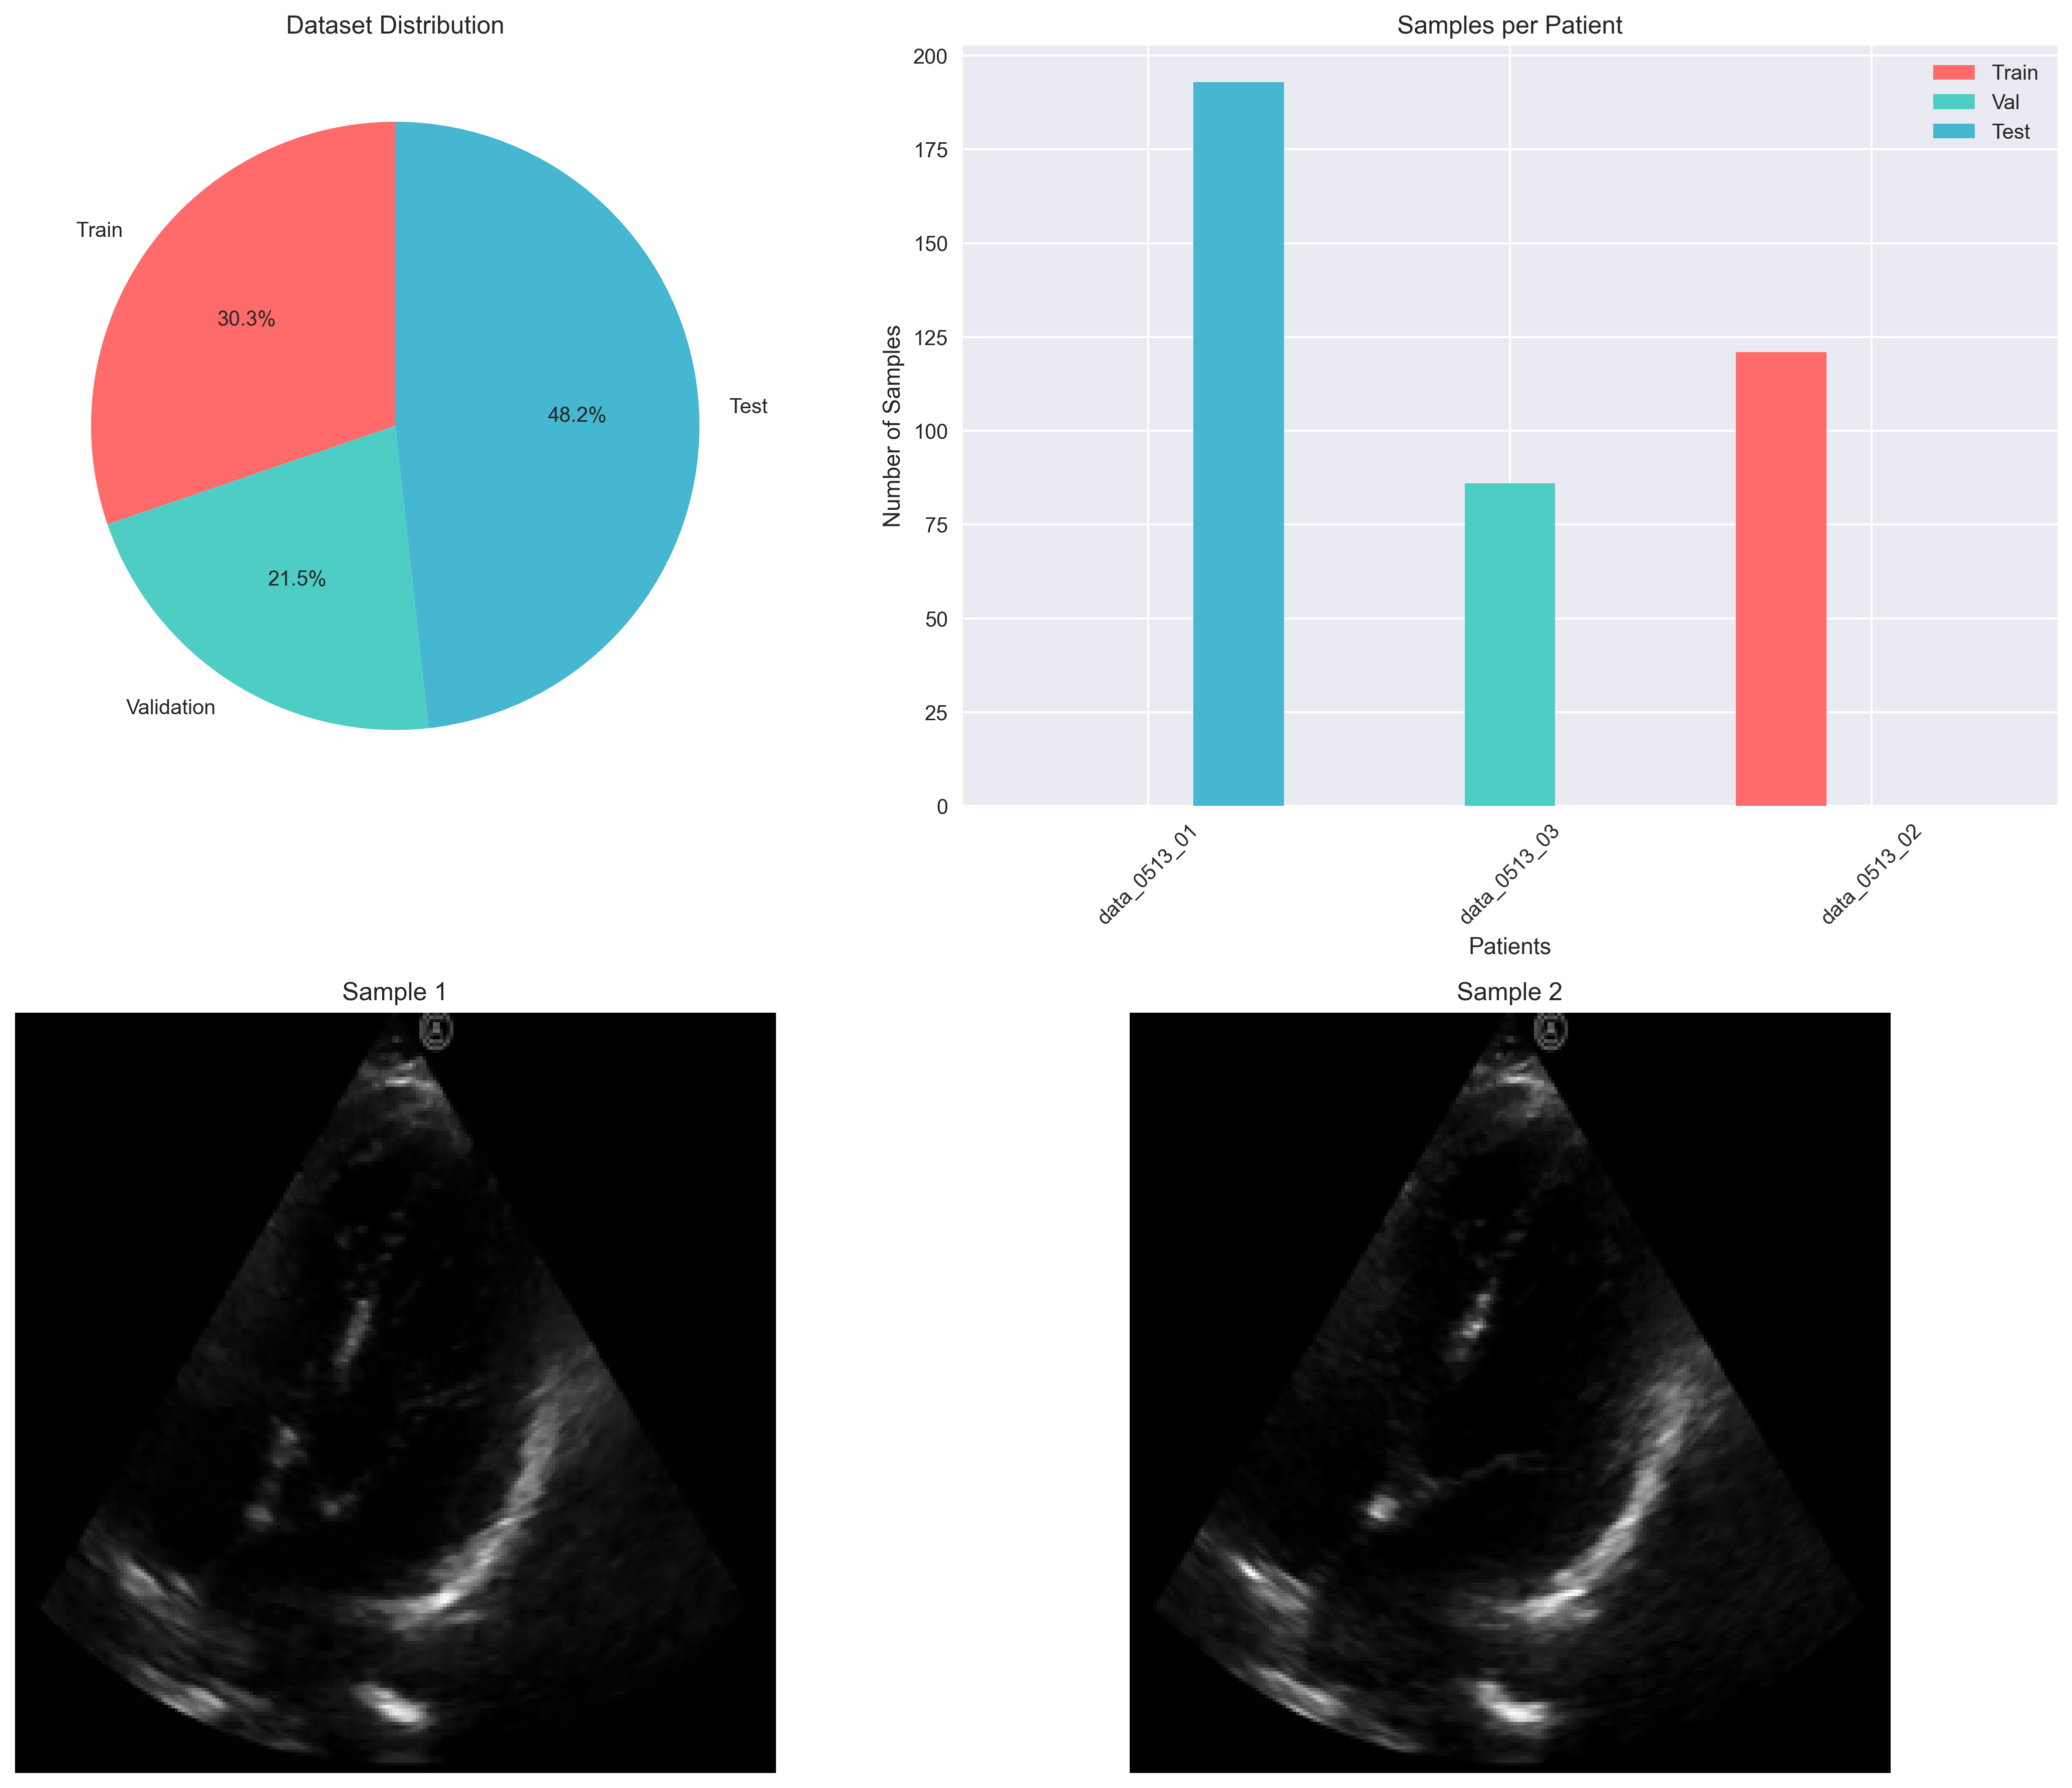 Dataset Distribution
Train
30.3%
Test
48.2%
21.5%
Validation
Samples per Patient
Number of Samples
200
175
150
125
100
75
50
25
0
Train
Val
Test
data_0513_01
data_0513_03
data_0513_02
Patients
Sample 1
Sample 2